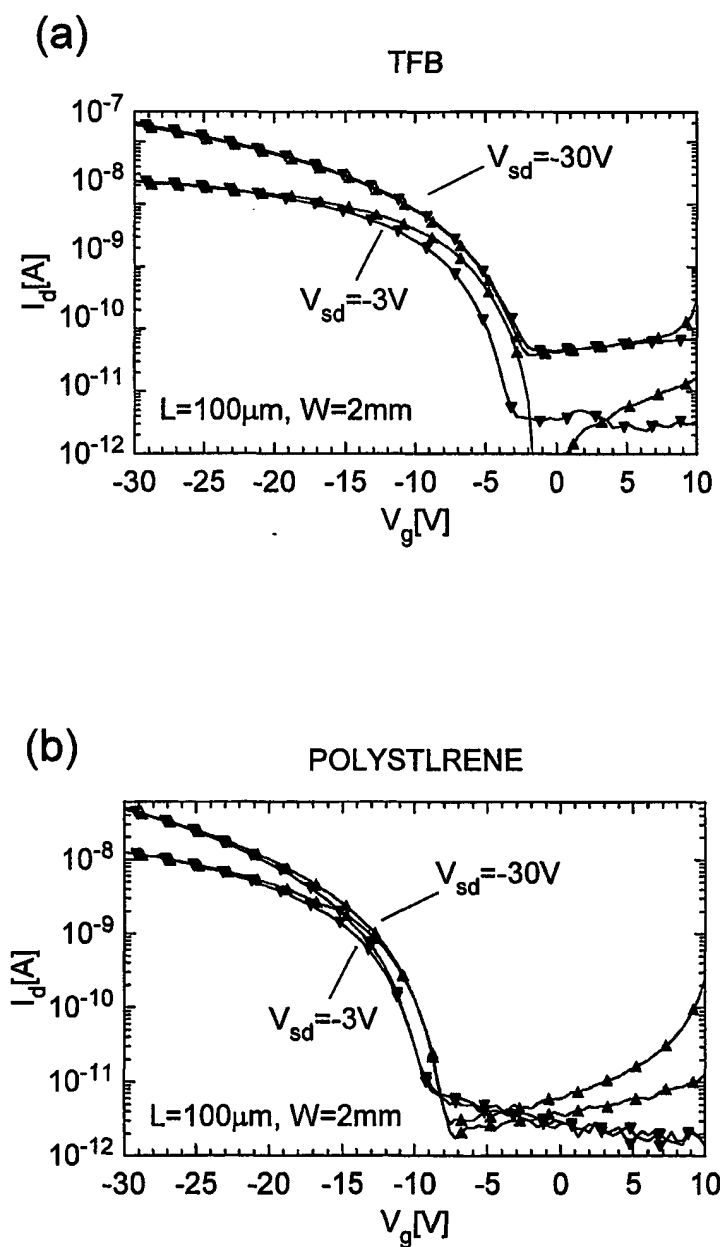 (a)
TFB
10^-7
10^-8
10^-9
10^-10
10^-11
10^-12
I_d[A]
V_sd=-30V
V_sd=-3V
L=100μm, W=2mm
-30 -25 -20 -15 -10 -5 0 5 10
V_g[V]
(b)
POLYSTLRENE
10^-8
10^-9
10^-10
10^-11
10^-12
I_d[A]
V_sd=-30V
V_sd=-3V
L=100μm, W=2mm
-30 -25 -20 -15 -10 -5 0 5 10
V_g[V]